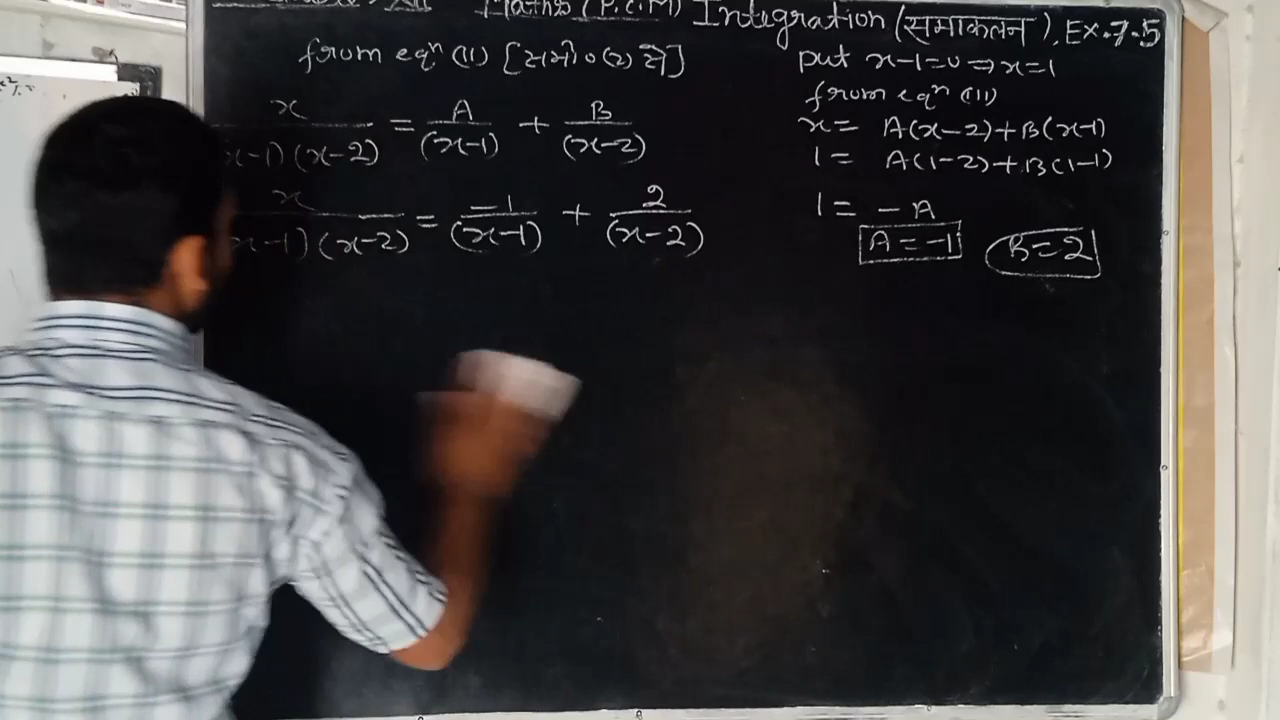 Maths (P.C.M) Integration (समाकलन), Ex.7.5
from eqⁿ (11) [समी० (2) से]
x / x-1)(x-2) = A/(x-1) + B/(x-2)
x / x-1)(x-2) = -1/(x-1) + 2/(x-2)
put x-1=0 ⇒ x=1
from eqⁿ (11)
x = A(x-2)+B(x-1)
1 = A(1-2)+B(1-1)
1 = -A
A = -1 B=2